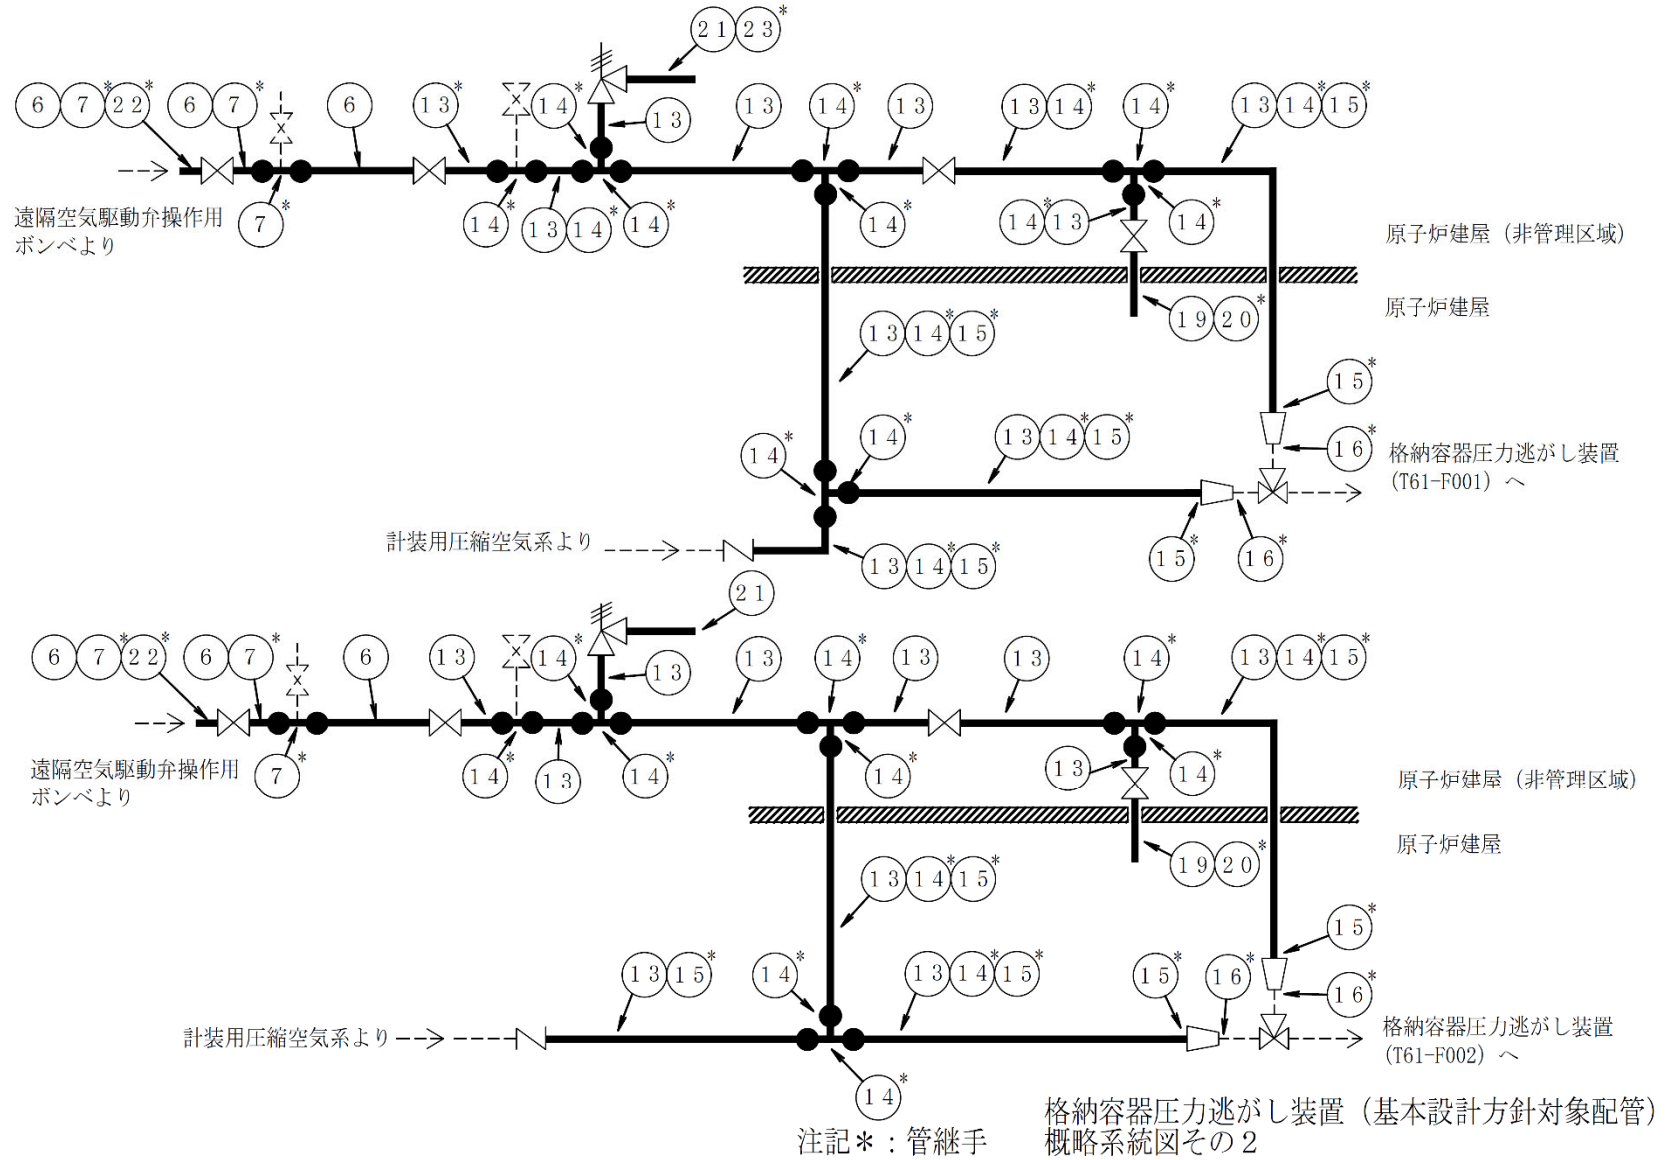 21 23*
6 7* 22* 6 7* 6 13* 14* 13 13 14* 13 13 14* 14* 13 14* 15*
遠隔空気駆動弁操作用
ボンベより
7* 14* 13 14* 14* 14* 14* 13 14*
原子炉建屋（非管理区域）
原子炉建屋
19 20*
13 14* 15*
15*
14* 14* 13 14* 15* 16*
格納容器圧力逃がし装置
(T61-F001) へ
計装用圧縮空気系より
13 14* 15* 15* 16*
21
6 7* 22* 6 7* 6 13 14* 13 13 14* 13 13 14* 13 14* 15*
遠隔空気駆動弁操作用
ボンベより
7* 14* 13 14* 14* 13 14*
原子炉建屋（非管理区域）
原子炉建屋
19 20*
13 14* 15*
15*
13 15* 14* 13 14* 15* 15* 16* 16*
計装用圧縮空気系より
格納容器圧力逃がし装置
(T61-F002) へ
14*
格納容器圧力逃がし装置（基本設計方針対象配管）
注記＊：管継手 概略系統図その２